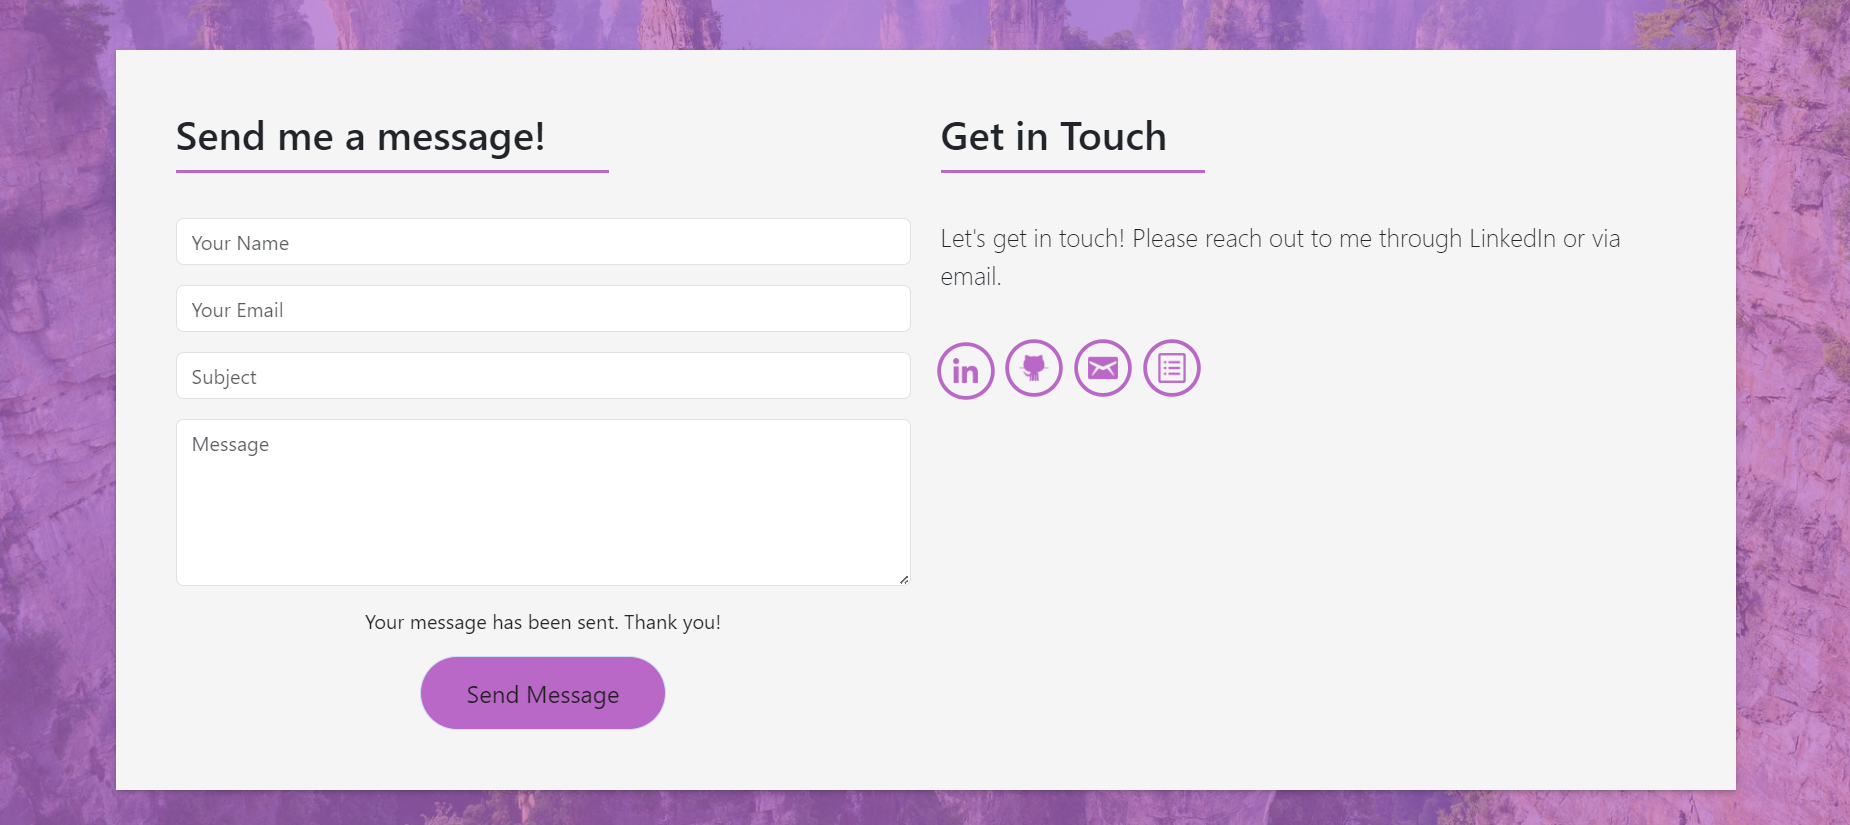 Send me a message!
Your Name
Your Email
Subject
Message
Your message has been sent. Thank you!
Send Message
Get in Touch
Let's get in touch! Please reach out to me through LinkedIn or via
email.
in